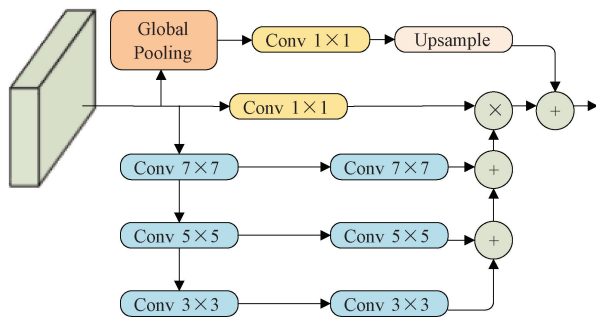 Global
Pooling
Conv 1×1
Upsample
Conv 1×1
×
+
Conv 7×7
Conv 7×7
+
Conv 5×5
Conv 5×5
+
Conv 3×3
Conv 3×3